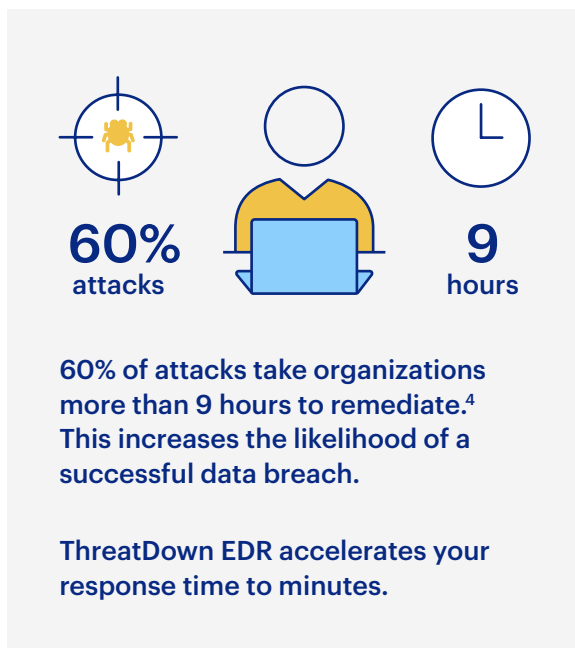 60%
attacks
9
hours
60% of attacks take organizations
more than 9 hours to remediate.⁴
This increases the likelihood of a
successful data breach.
ThreatDown EDR accelerates your
response time to minutes.